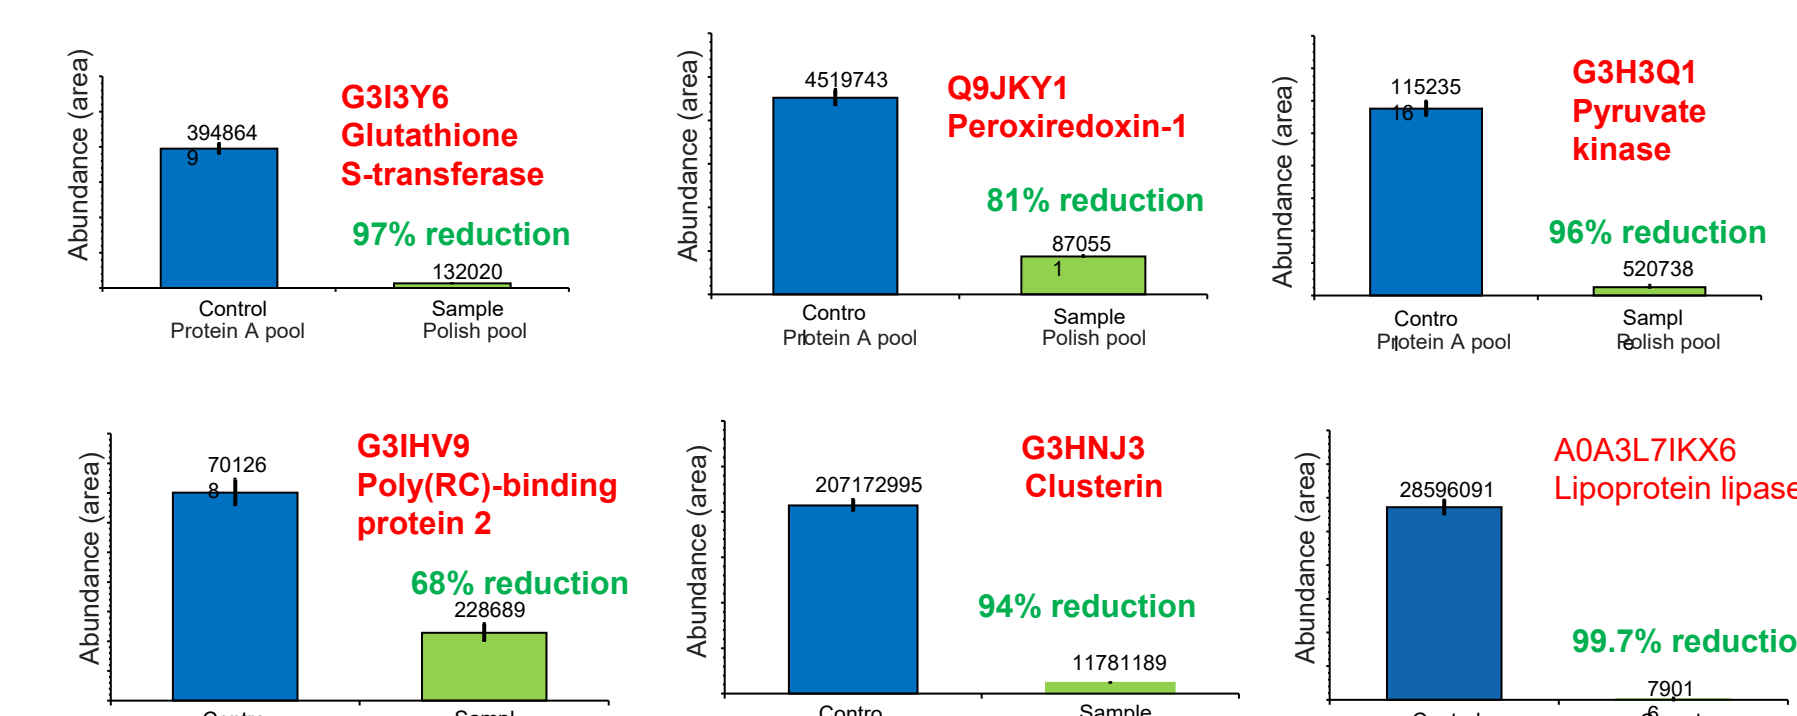 Abundance (area)
394864
9
G3I3Y6
Glutathione
S-transferase
97% reduction
132020
Control
Protein A pool
Sample
Polish pool
Abundance (area)
4519743
Q9JKY1
Peroxiredoxin-1
81% reduction
87055
1
Contro
l
Protein A pool
Sample
Polish pool
Abundance (area)
115235
16
G3H3Q1
Pyruvate
kinase
96% reduction
520738
Contro
l
Protein A pool
Sampl
e
Polish pool
Abundance (area)
70126
8
G3IHV9
Poly(RC)-binding
protein 2
68% reduction
228689
Contro
Sampl
Abundance (area)
207172995
G3HNJ3
Clusterin
94% reduction
11781189
Contro
Sample
Abundance (area)
28596091
A0A3L7IKX6
Lipoprotein lipase
99.7% reductio
7901
6
Control